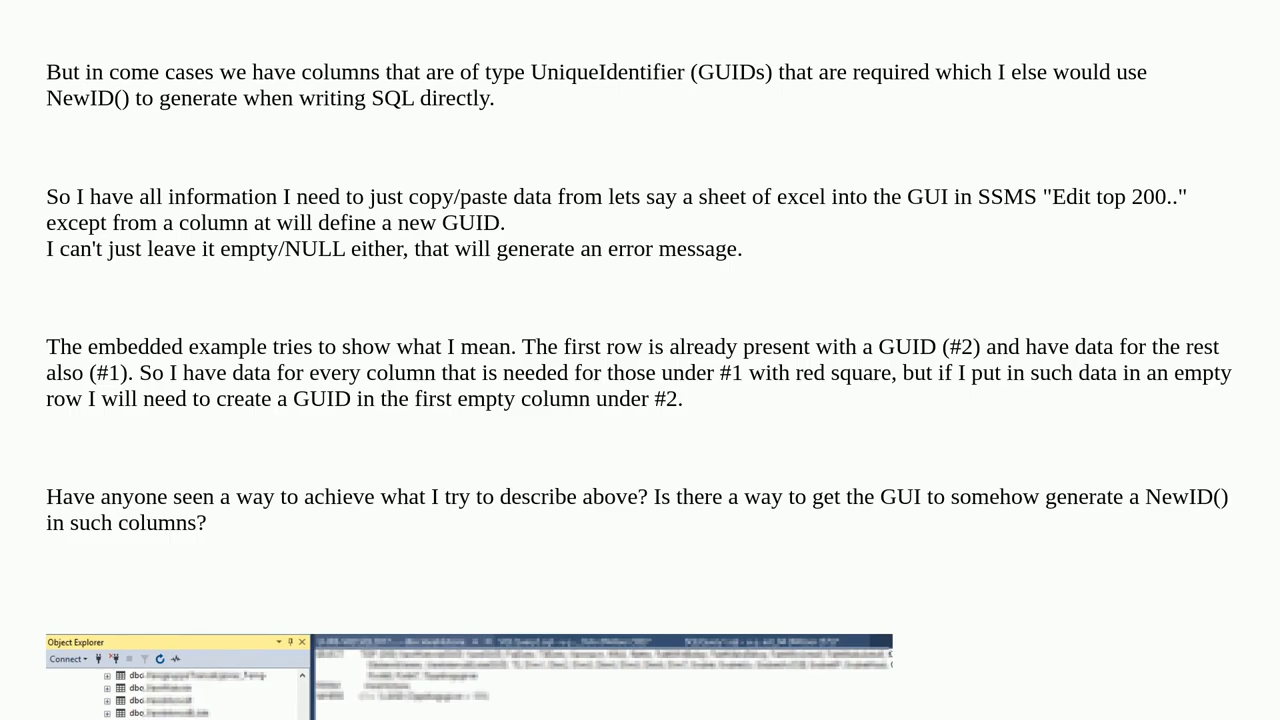 But in come cases we have columns that are of type UniqueIdentifier (GUIDs) that are required which I else would use
NewID() to generate when writing SQL directly.
So I have all information I need to just copy/paste data from lets say a sheet of excel into the GUI in SSMS "Edit top 200.."
except from a column at will define a new GUID.
I can't just leave it empty/NULL either, that will generate an error message.
The embedded example tries to show what I mean. The first row is already present with a GUID (#2) and have data for the rest
also (#1). So I have data for every column that is needed for those under #1 with red square, but if I put in such data in an empty
row I will need to create a GUID in the first empty column under #2.
Have anyone seen a way to achieve what I try to describe above? Is there a way to get the GUI to somehow generate a NewID()
in such columns?
Object Explorer
Connect
dbo
dbo
dbo
dbo